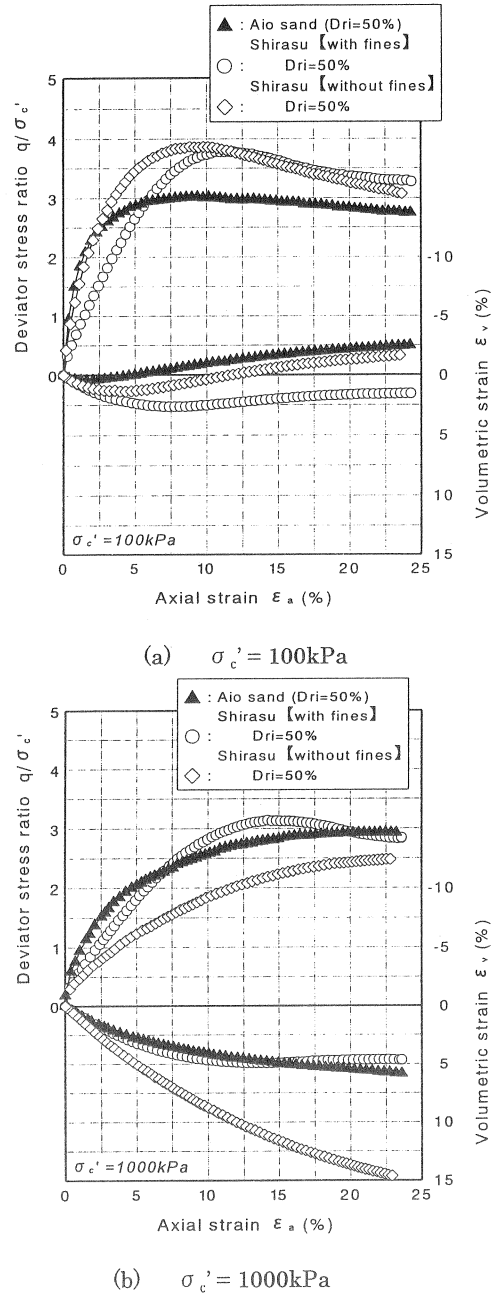 ▲ : Aio sand (Dri=50%)
Shirasu 【with fines】
○ : Dri=50%
Shirasu 【without fines】
◇ : Dri=50%
Deviator stress ratio q/σc'
5
4
3
2
1
0
-10
-5
0
5
10
15
Volumetric strain εv (%)
σc'=100kPa
0 5 10 15 20 25
Axial strain εa (%)
(a) σc' = 100kPa
▲ : Aio sand (Dri=50%)
Shirasu 【with fines】
○ : Dri=50%
Shirasu 【without fines】
◇ : Dri=50%
Deviator stress ratio q/σc'
5
4
3
2
1
0
-10
-5
0
5
10
15
Volumetric strain εv (%)
σc'=1000kPa
0 5 10 15 20 25
Axial strain εa (%)
(b) σc' = 1000kPa